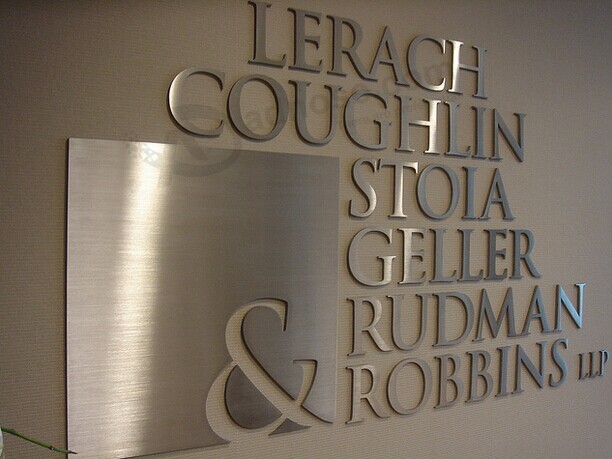 LERACH
COUGHLIN
STOIA
GELLER
RUDMAN
& ROBBINS LLP